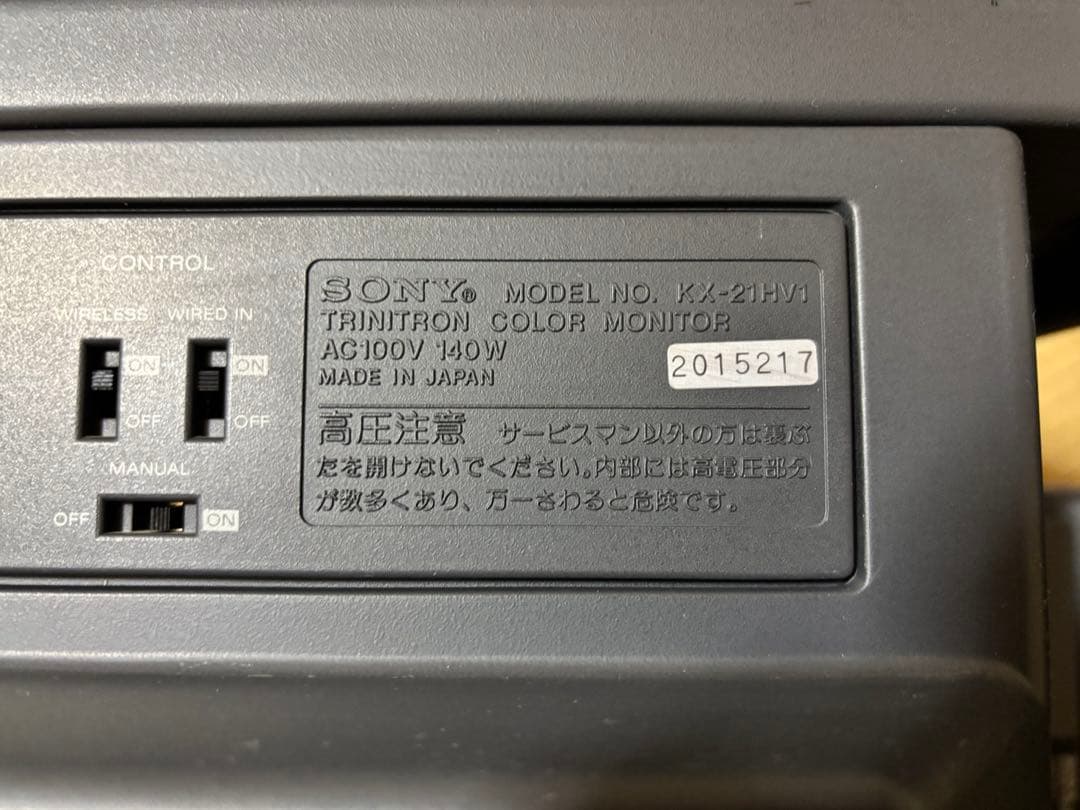 CONTROL
WIRELESS WIRED IN
ON ON
OFF OFF
MANUAL
OFF ON
SONY® MODEL NO. KX-21HV1
TRINITRON COLOR MONITOR
AC100V 140W
2015217
MADE IN JAPAN
高圧注意 サービスマン以外の方は裏ぶ
たを開けないでください。内部には高電圧部分
が数多くあり、万一さわると危険です。